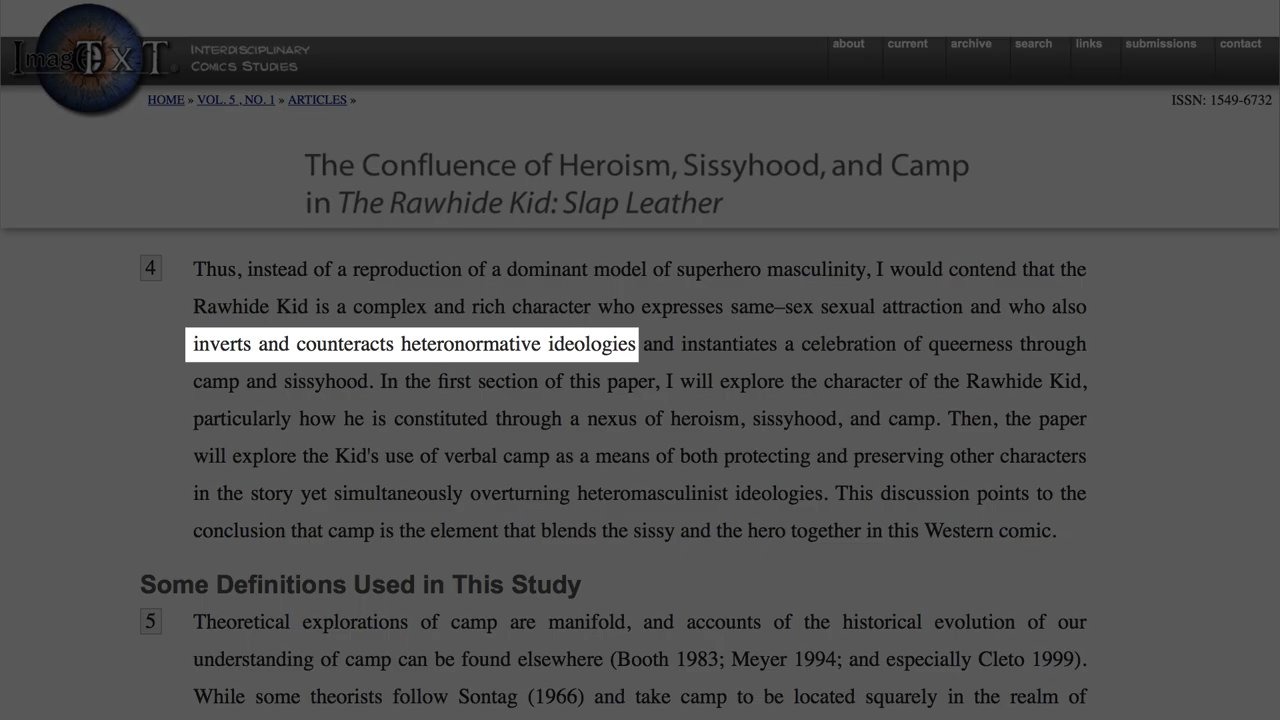 ImageTexT
INTERDISCIPLINARY
COMICS STUDIES
about current archive search links submissions contact
HOME » VOL. 5 , NO. 1 » ARTICLES »
ISSN: 1549-6732
The Confluence of Heroism, Sissyhood, and Camp
in The Rawhide Kid: Slap Leather
4 Thus, instead of a reproduction of a dominant model of superhero masculinity, I would contend that the
Rawhide Kid is a complex and rich character who expresses same–sex sexual attraction and who also
inverts and counteracts heteronormative ideologies and instantiates a celebration of queerness through
camp and sissyhood. In the first section of this paper, I will explore the character of the Rawhide Kid,
particularly how he is constituted through a nexus of heroism, sissyhood, and camp. Then, the paper
will explore the Kid's use of verbal camp as a means of both protecting and preserving other characters
in the story yet simultaneously overturning heteromasculinist ideologies. This discussion points to the
conclusion that camp is the element that blends the sissy and the hero together in this Western comic.
Some Definitions Used in This Study
5 Theoretical explorations of camp are manifold, and accounts of the historical evolution of our
understanding of camp can be found elsewhere (Booth 1983; Meyer 1994; and especially Cleto 1999).
While some theorists follow Sontag (1966) and take camp to be located squarely in the realm of